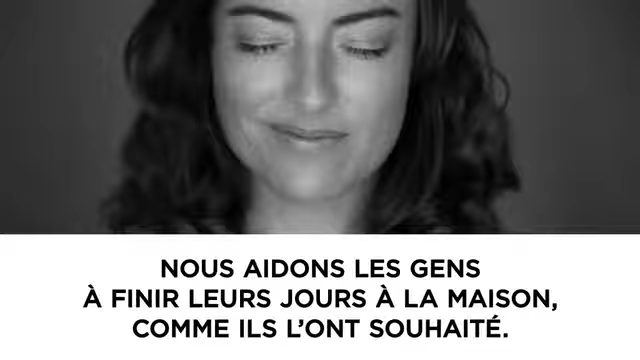 NOUS AIDONS LES GENS
À FINIR LEURS JOURS À LA MAISON,
COMME ILS L’ONT SOUHAITÉ.